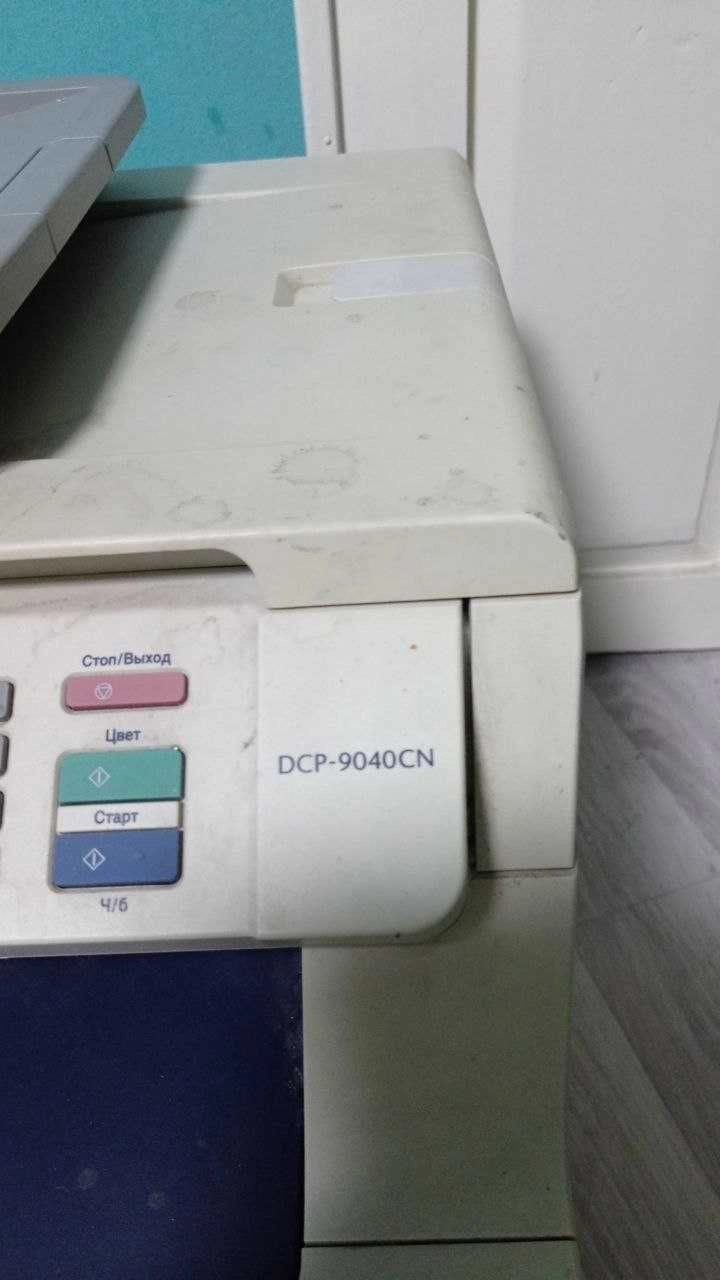 Стоп/Выход
Цвет
DCP-9040CN
Старт
Ч/б